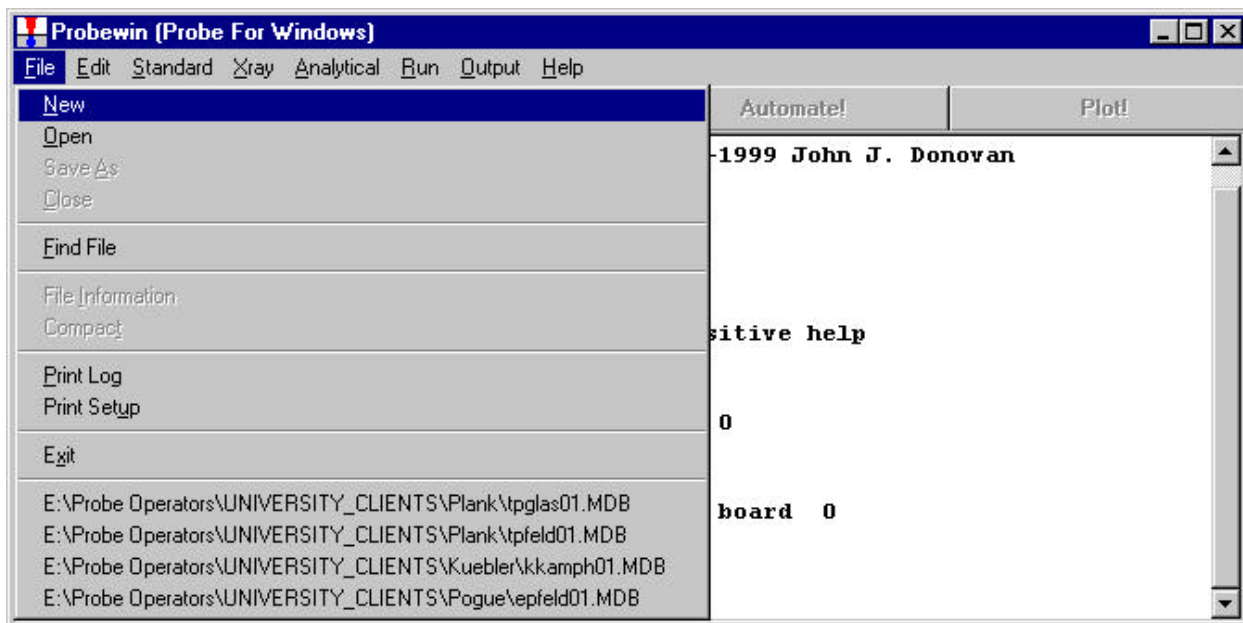 Probewin (Probe For Windows)
File Edit Standard Xray Analytical Run Output Help
New
Open
Save As
Close
Find File
File Information
Compact
Print Log
Print Setup
Exit
E:\Probe Operators\UNIVERSITY_CLIENTS\Plank\tpglas01.MDB
E:\Probe Operators\UNIVERSITY_CLIENTS\Plank\tpfeld01.MDB
E:\Probe Operators\UNIVERSITY_CLIENTS\Kuebler\kkamph01.MDB
E:\Probe Operators\UNIVERSITY_CLIENTS\Pogue\epfeld01.MDB
Automate! Plot!
-1999 John J. Donovan
sitive help
0
board 0